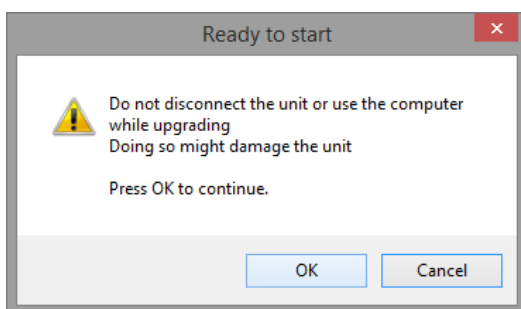 Ready to start
Do not disconnect the unit or use the computer
while upgrading
Doing so might damage the unit
Press OK to continue.
OK
Cancel